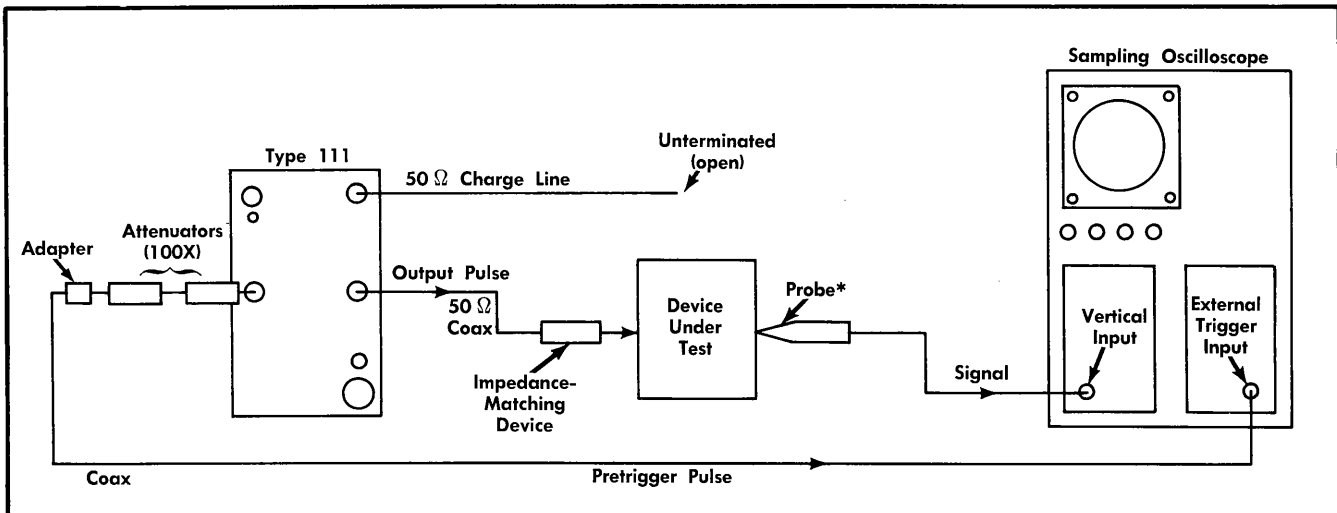 Sampling Oscilloscope
Type 111
Unterminated
(open)
50 Ω Charge Line
Adapter
Attenuators
(100X)
Output Pulse
50 Ω
Coax
Impedance-
Matching
Device
Device
Under
Test
Probe*
Signal
Vertical
Input
External
Trigger
Input
Coax
Pretrigger Pulse